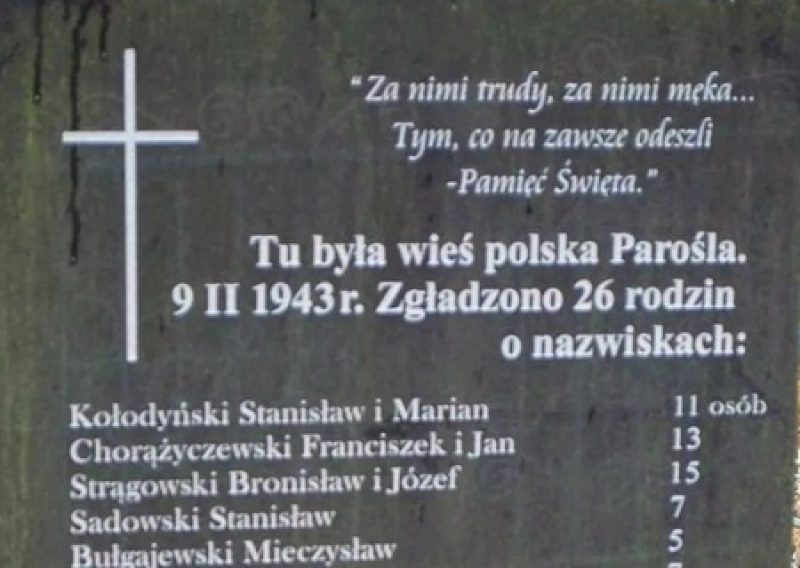 "Za nimi trudy, za nimi męka...
Tym, co na zawsze odeszli
-Pamięć Święta."
Tu była wieś polska Parośla.
9 II 1943 r. Zgładzono 26 rodzin
o nazwiskach:
Kołodyński Stanisław i Marian 11 osób
Chorążyczewski Franciszek i Jan 13
Strągowski Bronisław i Józef 15
Sadowski Stanisław 7
Bułgajewski Mieczysław 5